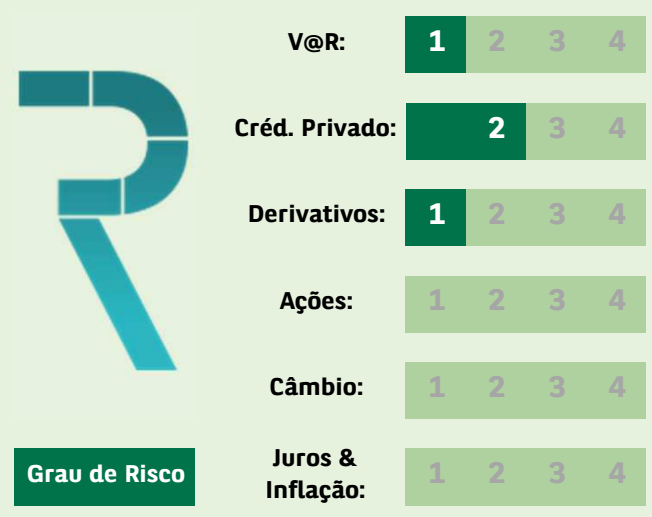 V@R: 1 2 3 4
Créd. Privado: 2 3 4
Derivativos: 1 2 3 4
Ações: 1 2 3 4
Câmbio: 1 2 3 4
Grau de Risco
Juros &
Inflação: 1 2 3 4